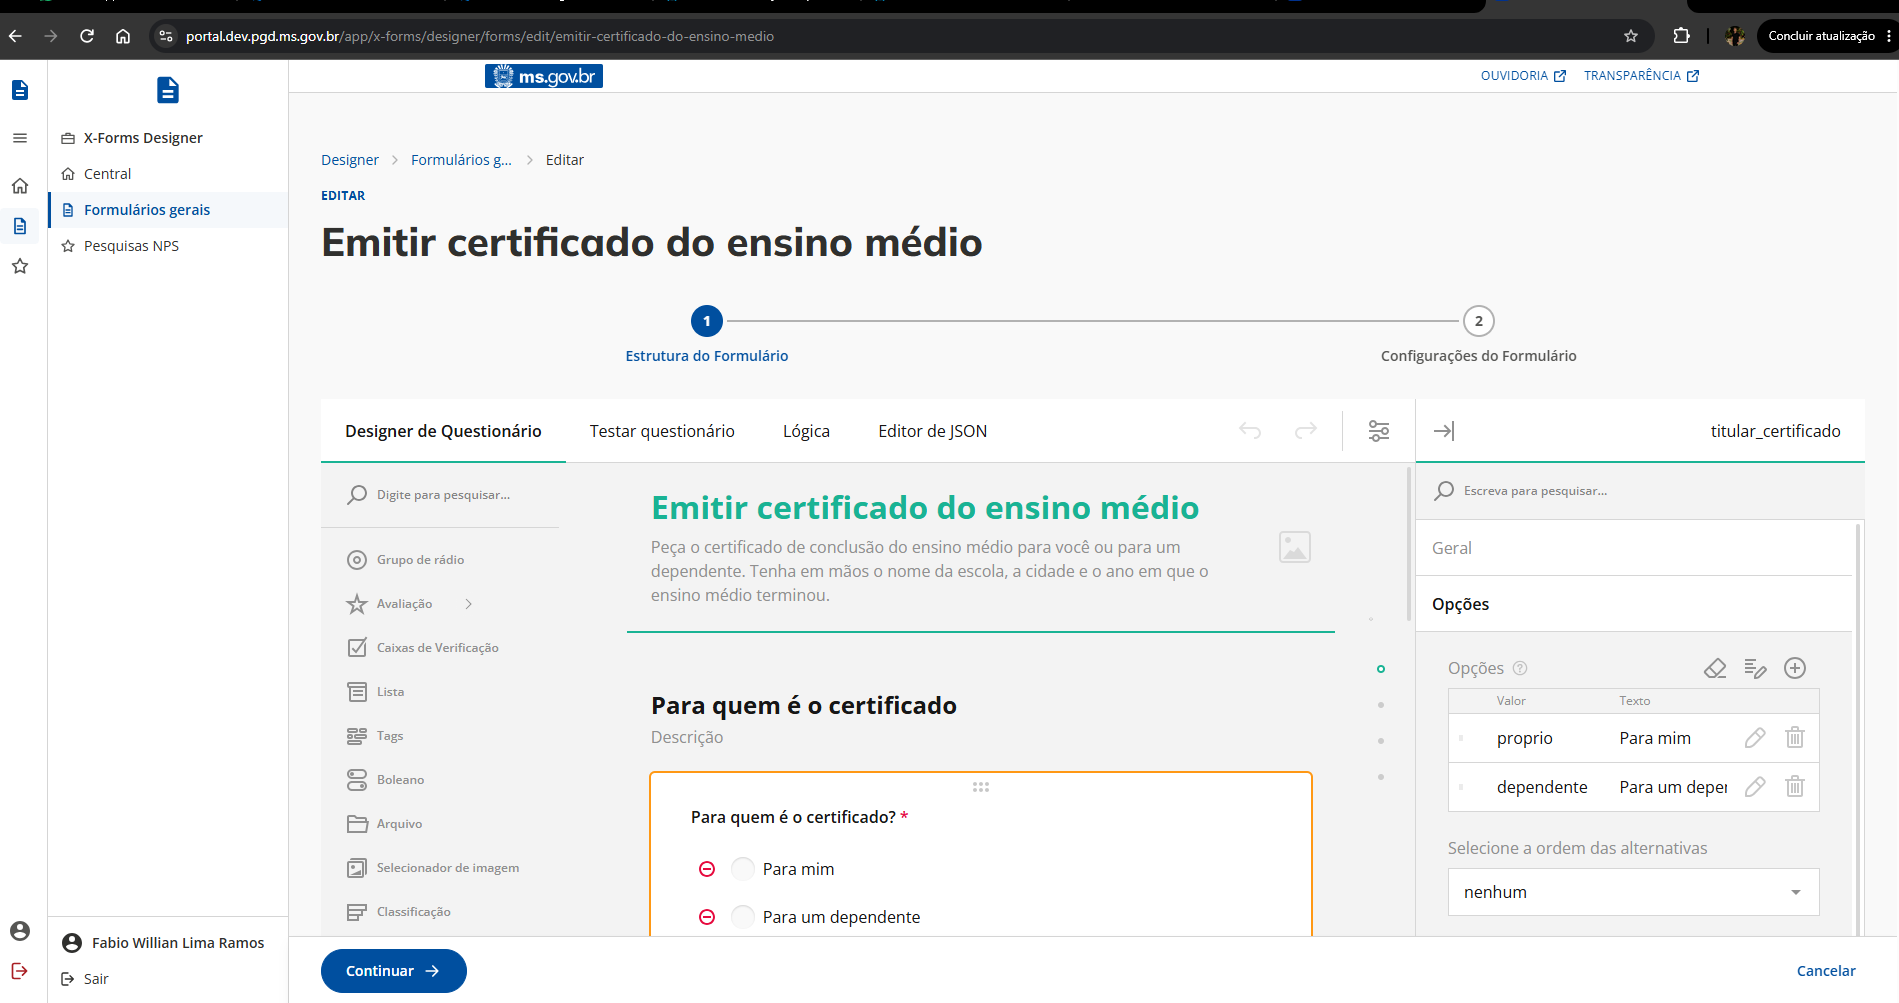 portal.dev.pgd.ms.gov.br/app/x-forms/designer/forms/edit/emitir-certificado-do-ensino-medio
Concluir atualização
ms.gov.br
OUVIDORIA
TRANSPARÊNCIA
X-Forms Designer
Central
Formulários gerais
Pesquisas NPS
Designer
Formulários g...
Editar
EDITAR
Emitir certificado do ensino médio
1
2
Estrutura do Formulário
Configurações do Formulário
Designer de Questionário
Testar questionário
Lógica
Editor de JSON
titular_certificado
Digite para pesquisar...
Grupo de rádio
Avaliação
Caixas de Verificação
Lista
Tags
Boleano
Arquivo
Selecionador de imagem
Classificação
Emitir certificado do ensino médio
Peça o certificado de conclusão do ensino médio para você ou para um
dependente. Tenha em mãos o nome da escola, a cidade e o ano em que o
ensino médio terminou.
Para quem é o certificado
Descrição
Para quem é o certificado? *
Para mim
Para um dependente
Escreva para pesquisar...
Geral
Opções
Opções
Valor
Texto
proprio
Para mim
dependente
Para um deper
Selecione a ordem das alternativas
nenhum
Fabio Willian Lima Ramos
Sair
Continuar
Cancelar